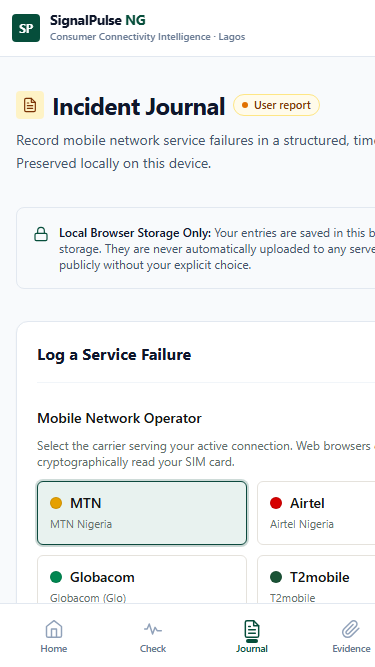 SP
SignalPulse NG
Consumer Connectivity Intelligence · Lagos
Incident Journal
User report
Record mobile network service failures in a structured,
Preserved locally on this device.
Local Browser Storage Only: Your entries are saved in this
storage. They are never automatically uploaded to any
publicly without your explicit choice.
Log a Service Failure
Mobile Network Operator
Select the carrier serving your active connection. Web browsers
cryptographically read your SIM card.
MTN
MTN Nigeria
Airtel
Airtel Nigeria
Globacom
Globacom (Glo)
T2mobile
T2mobile
Home
Check
Journal
Evidence